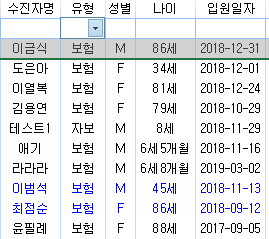 수진자명 유형 성별 나이 입원일자
이금식 보험 M 86세 2018-12-31
도은아 보험 F 34세 2018-12-01
이열복 보험 F 81세 2018-12-24
김용연 보험 F 79세 2018-10-29
테스트1 자보 M 8세 2018-11-29
애기 보험 M 6세5개월 2018-11-16
라라라 보험 M 6세8개월 2019-03-02
이범석 보험 M 45세 2018-11-13
최점순 보험 F 86세 2018-09-12
윤필례 보험 F 88세 2017-09-05